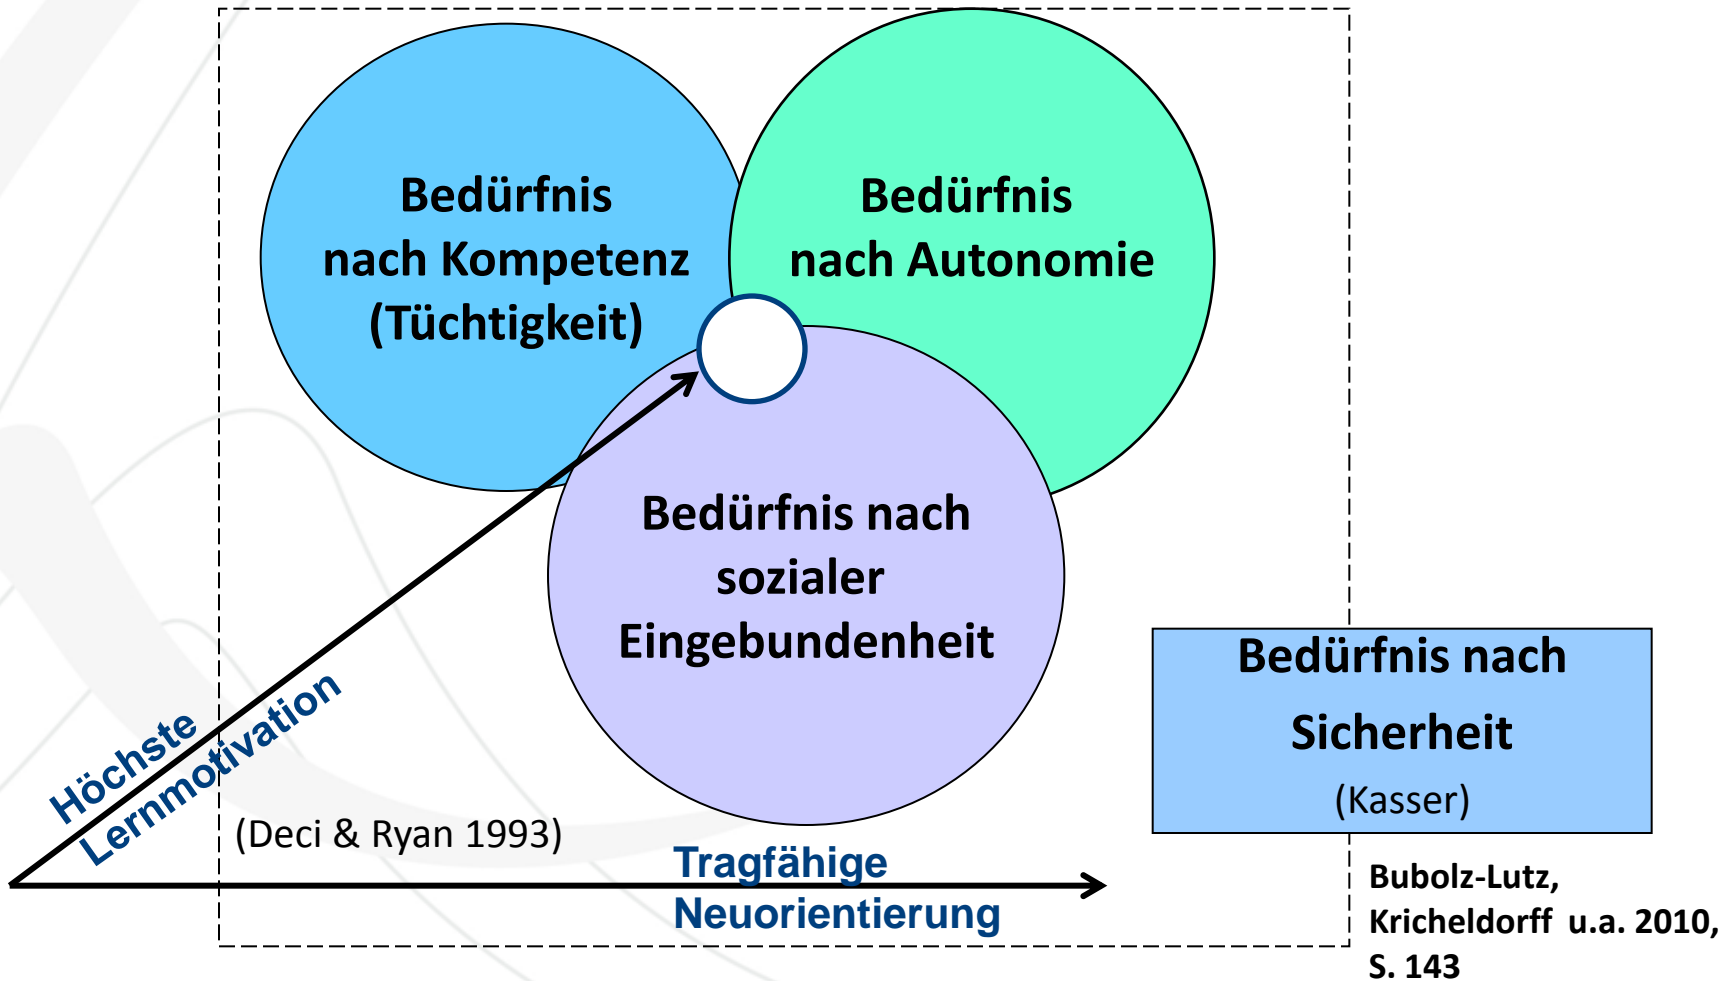 Bedürfnis
nach Kompetenz
(Tüchtigkeit)
Bedürfnis
nach Autonomie
Bedürfnis nach
sozialer
Eingebundenheit
Bedürfnis nach
Sicherheit
(Kasser)
Höchste
Lernmotivation
(Deci & Ryan 1993)
Tragfähige
Neuorientierung
Bubolz-Lutz,
Kricheldorff u.a. 2010,
S. 143